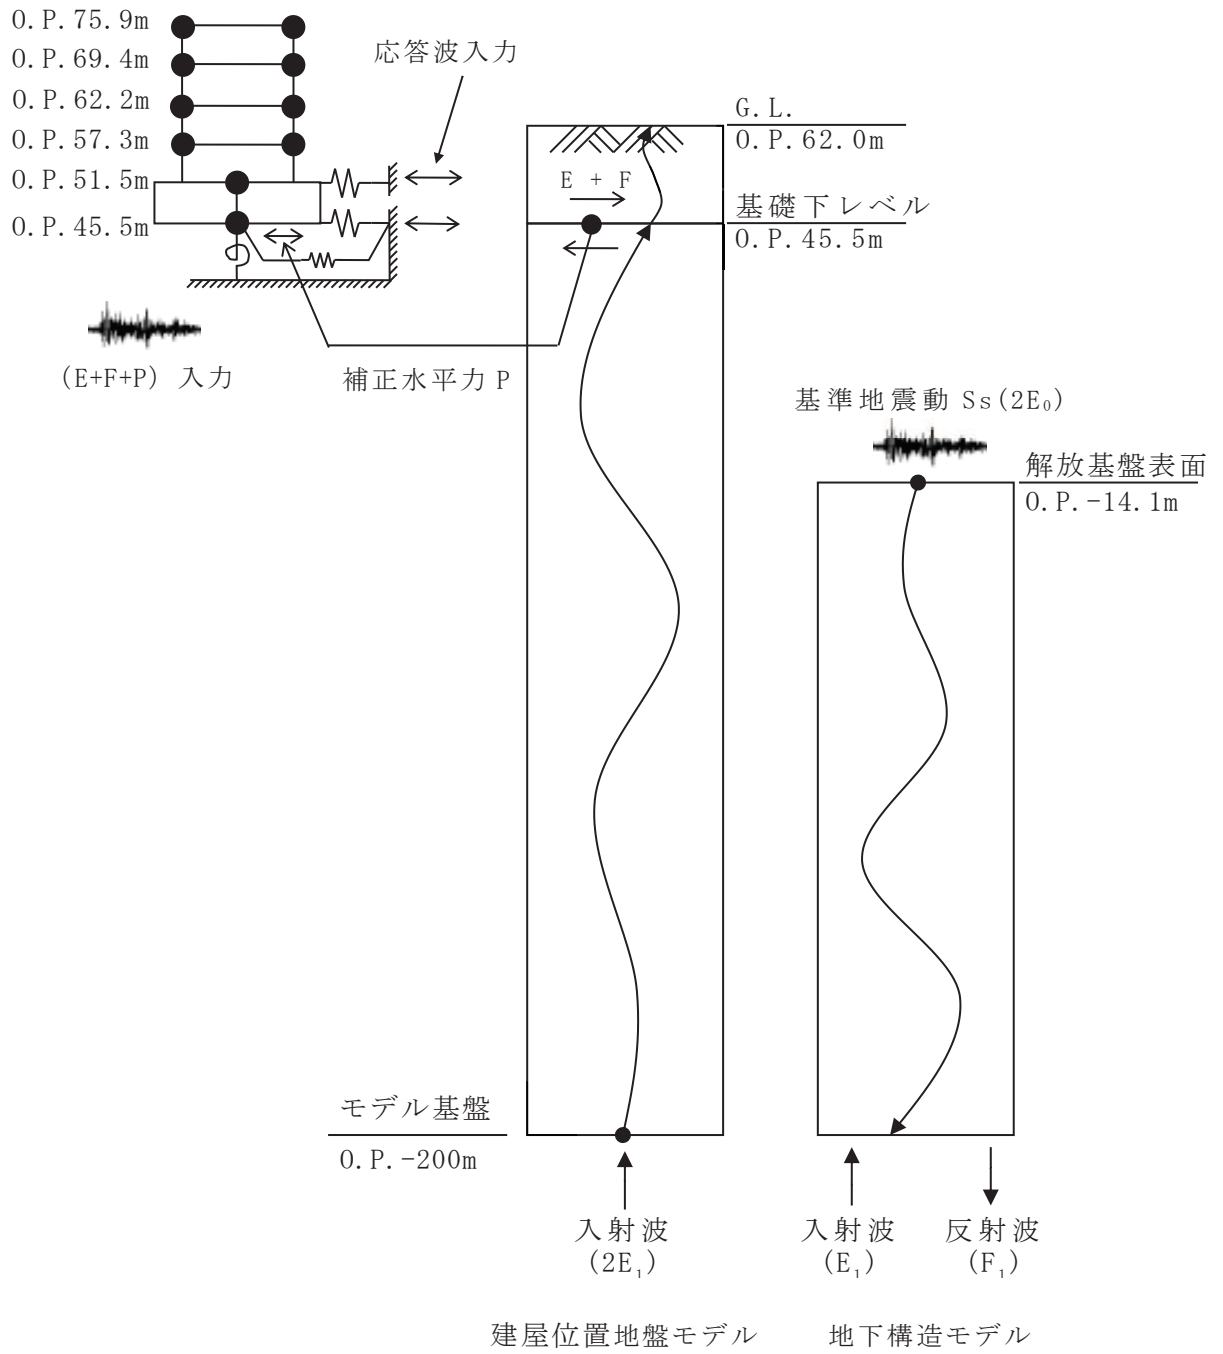 O.P.75.9m
O.P.69.4m
O.P.62.2m
O.P.57.3m
O.P.51.5m
O.P.45.5m
応答波入力
(E+F+P) 入力
補正水平力 P
G.L.
O.P.62.0m
E + F
基礎下レベル
O.P.45.5m
基準地震動 Ss(2E₀)
解放基盤表面
O.P.-14.1m
モデル基盤
O.P.-200m
入射波
(2E₁)
入射波
(E₁)
反射波
(F₁)
建屋位置地盤モデル
地下構造モデル